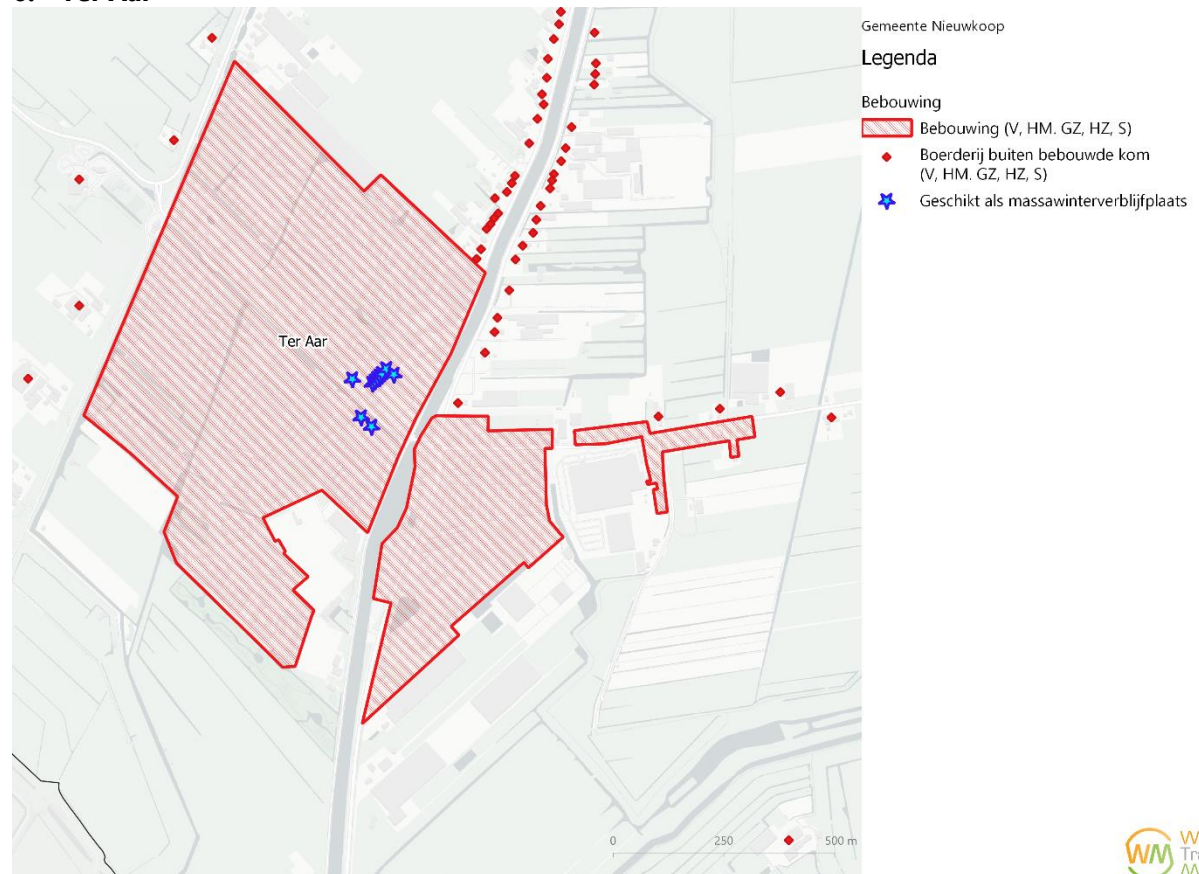 Gemeente Nieuwkoop
Legenda
Bebouwing
Bebouwing (V, HM. GZ, HZ, S)
Boerderij buiten bebouwde kom
(V, HM. GZ, HZ, S)
Geschikt als massawinterverblijfplaats
Ter Aar
0 250 500 m
WM